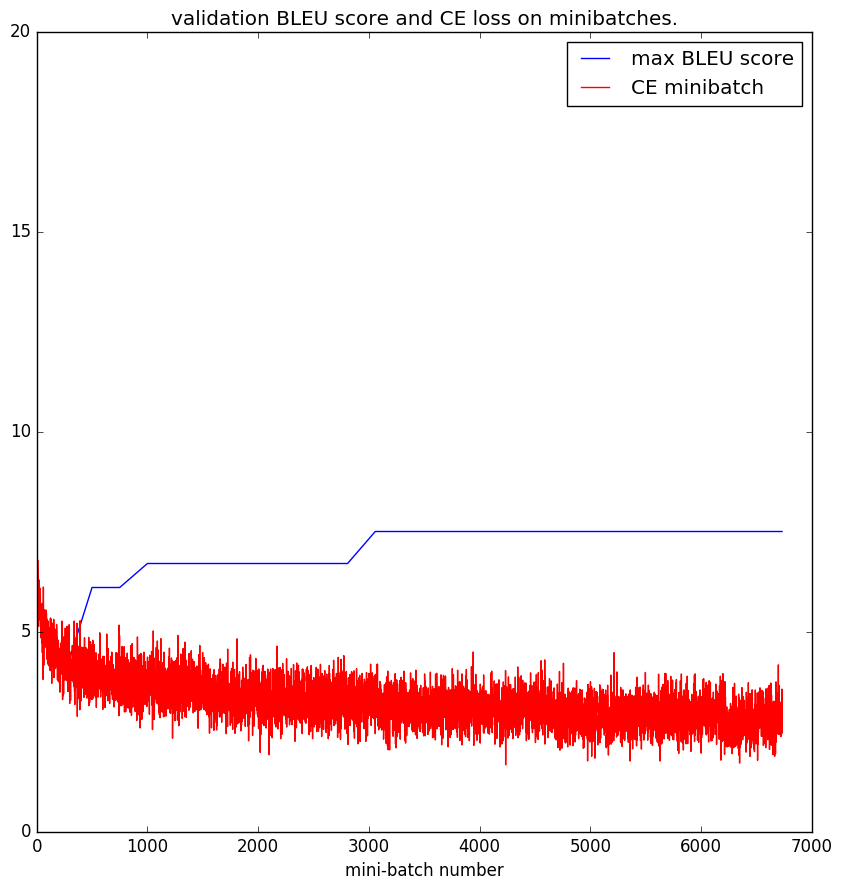 validation BLEU score and CE loss on minibatches.
20
15
10
5
0
max BLEU score
CE minibatch
0 1000 2000 3000 4000 5000 6000 7000
mini-batch number